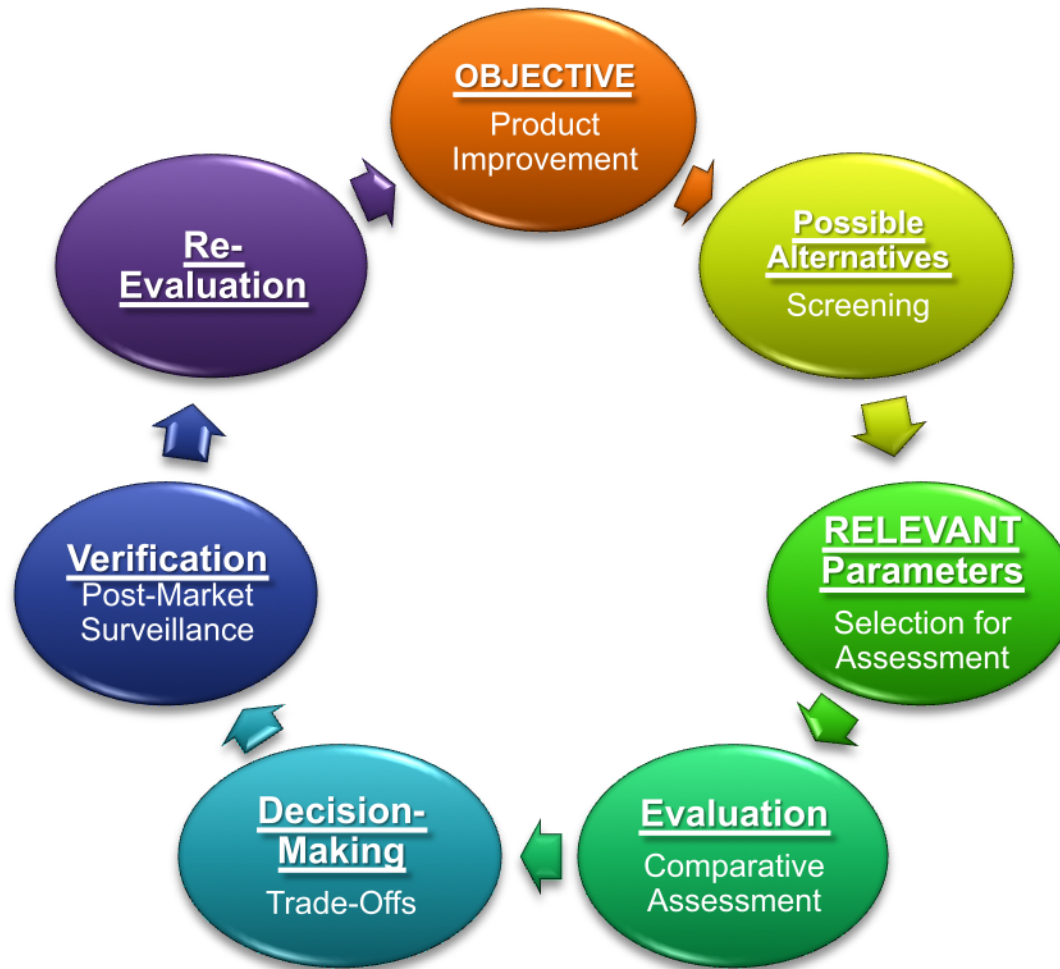 OBJECTIVE
Product
Improvement
Possible
Alternatives
Screening
RELEVANT
Parameters
Selection for
Assessment
Evaluation
Comparative
Assessment
Decision-
Making
Trade-Offs
Verification
Post-Market
Surveillance
Re-
Evaluation